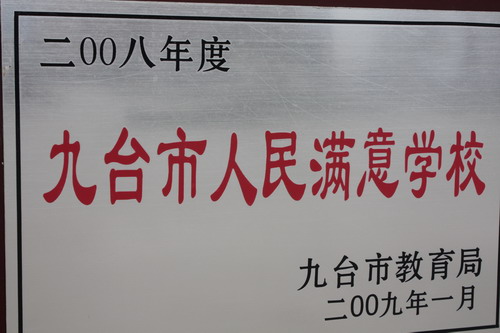 二00八年度
九台市人民满意学校
九台市教育局
二00九年一月